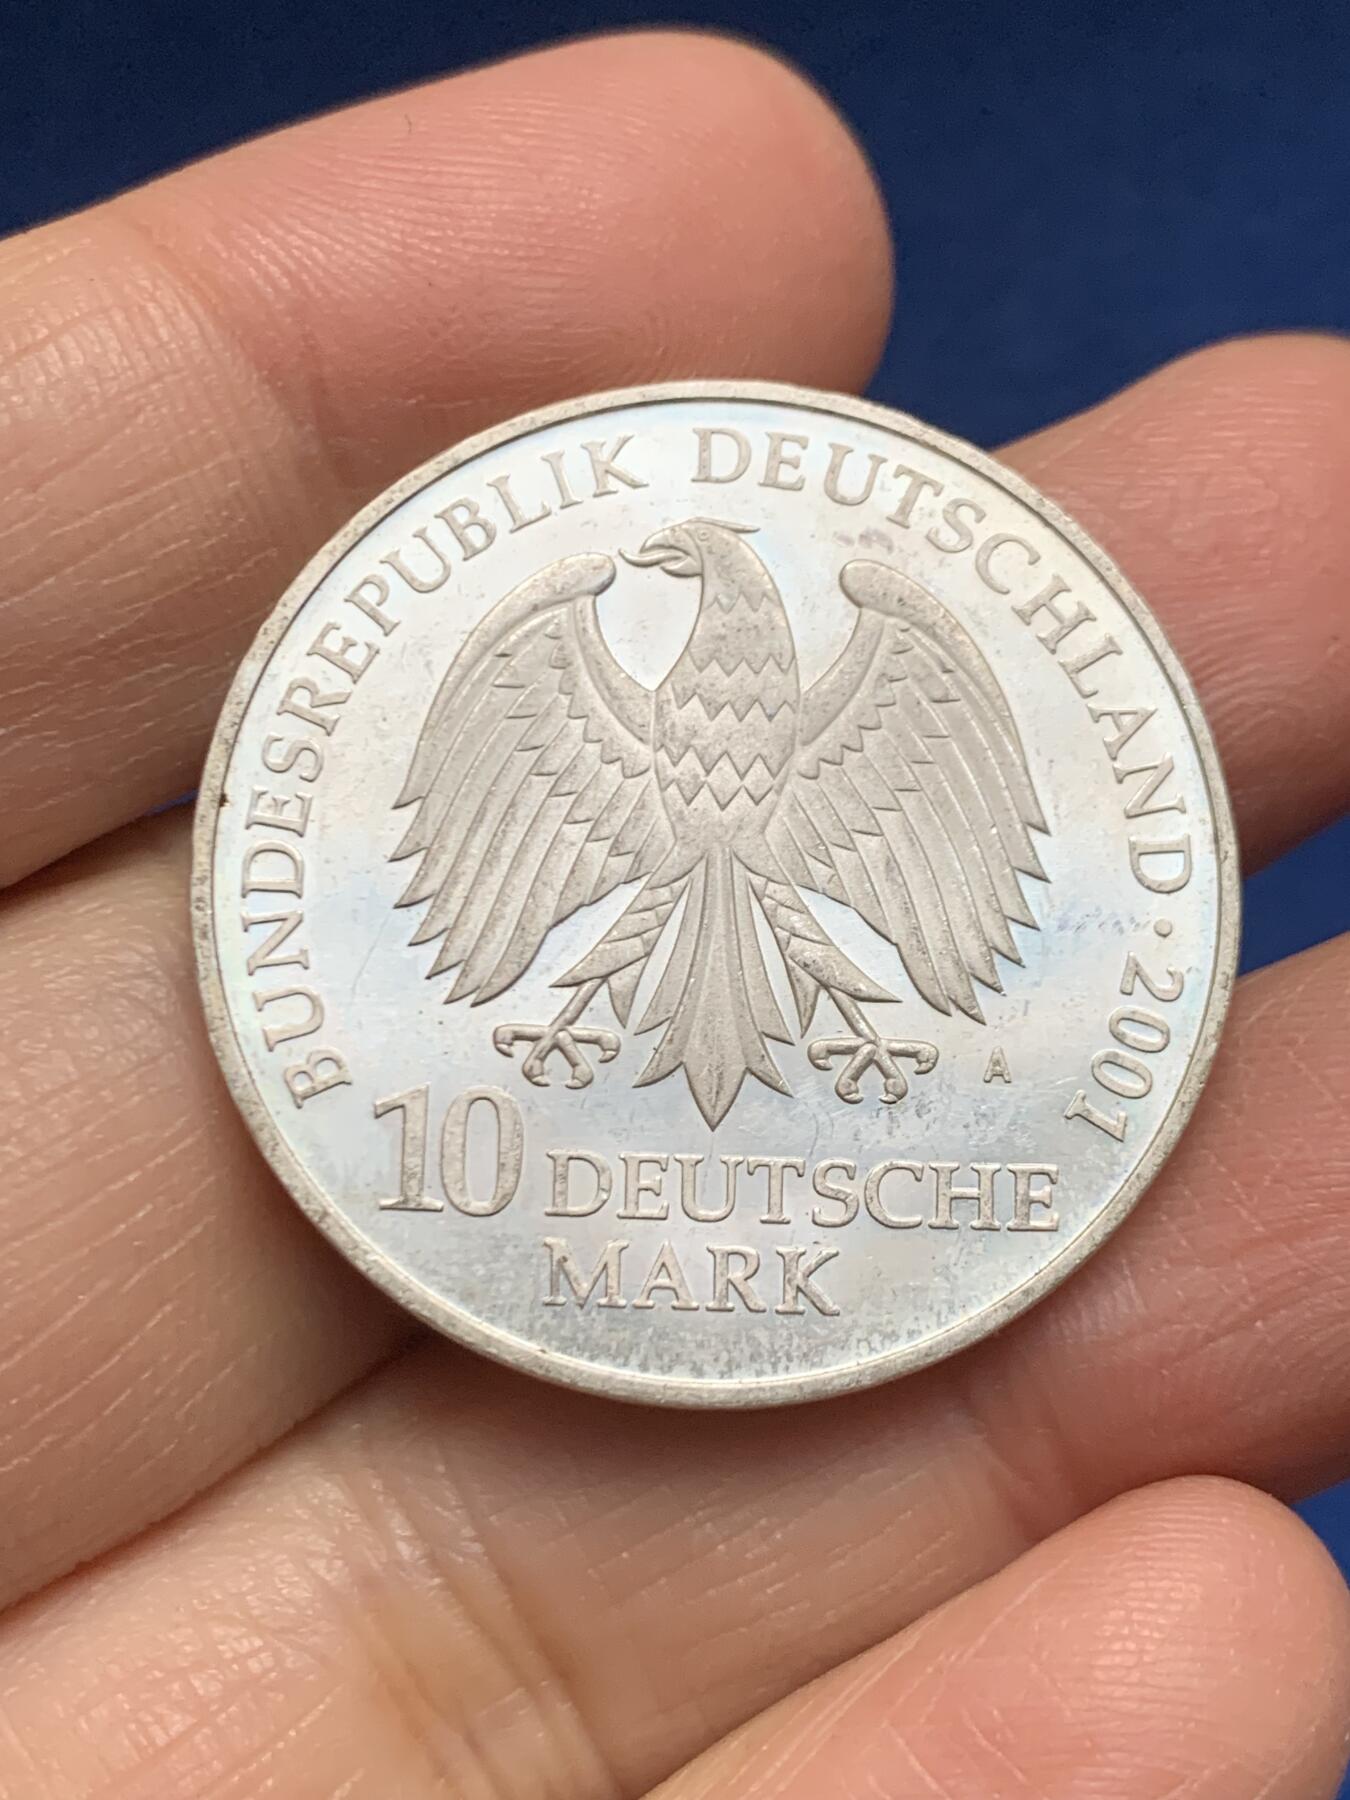 BUNDESREPUBLIK DEUTSCHLAND · 2001
A
10 DEUTSCHE
MARK